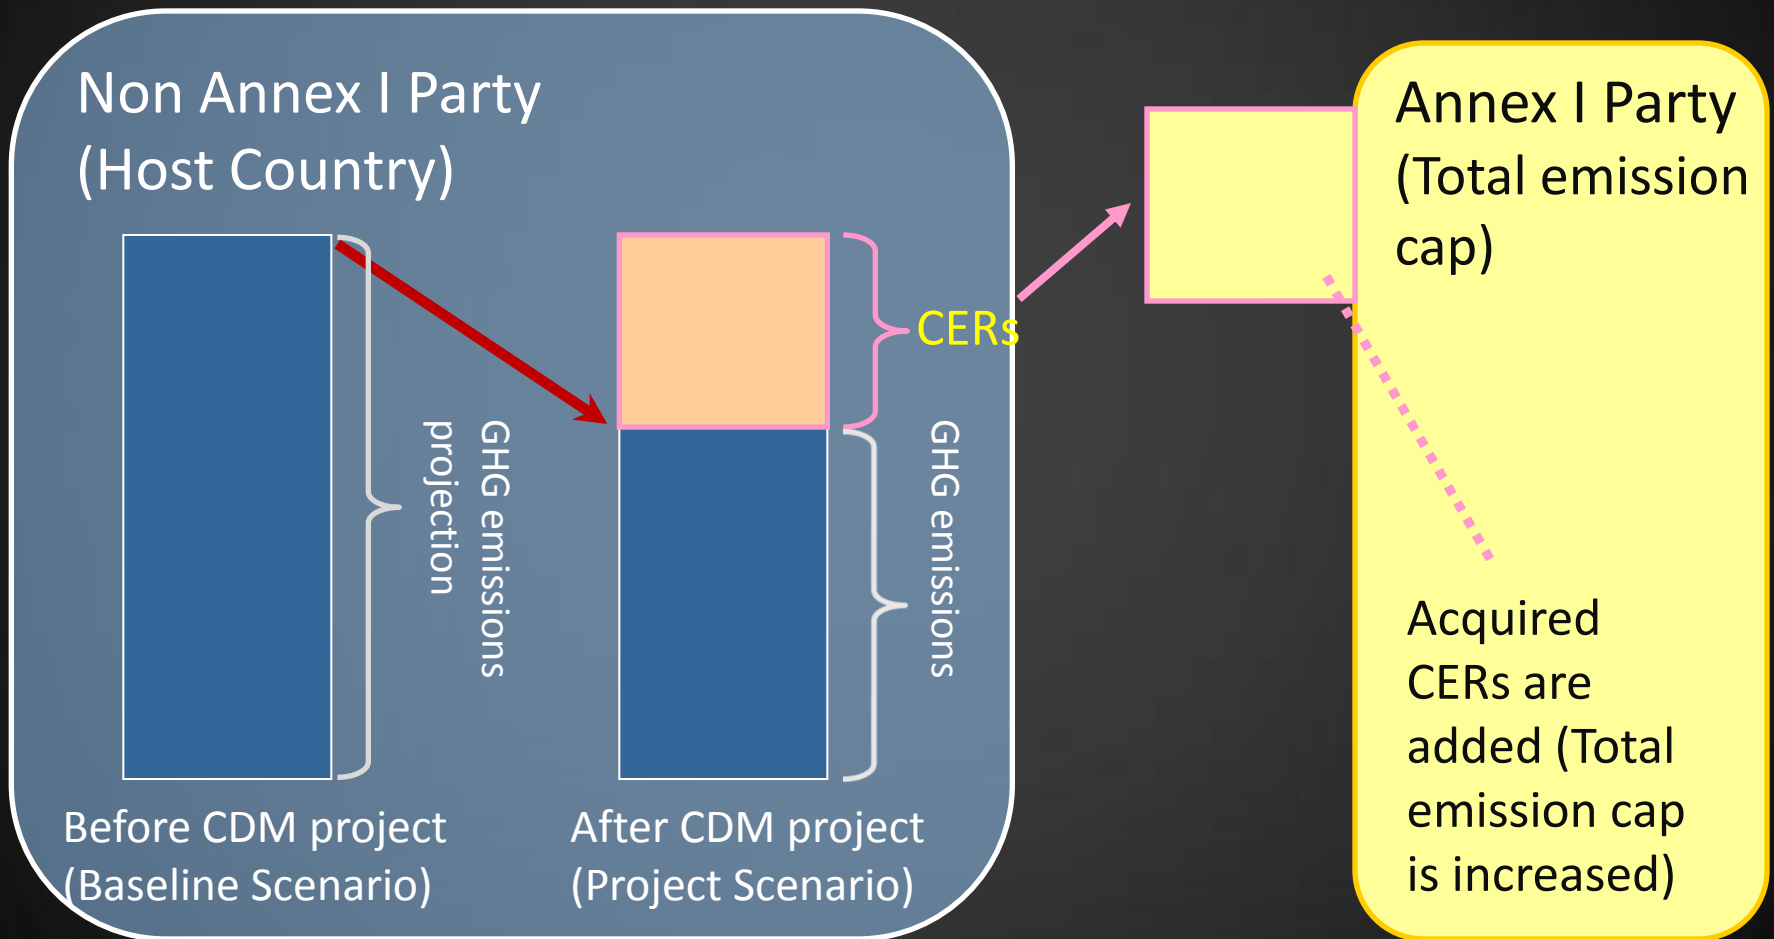 Non Annex I Party
(Host Country)
GHG emissions
projection
CERs
GHG emissions
Before CDM project
(Baseline Scenario)
After CDM project
(Project Scenario)
Annex I Party
(Total emission
cap)
Acquired
CERs are
added (Total
emission cap
is increased)